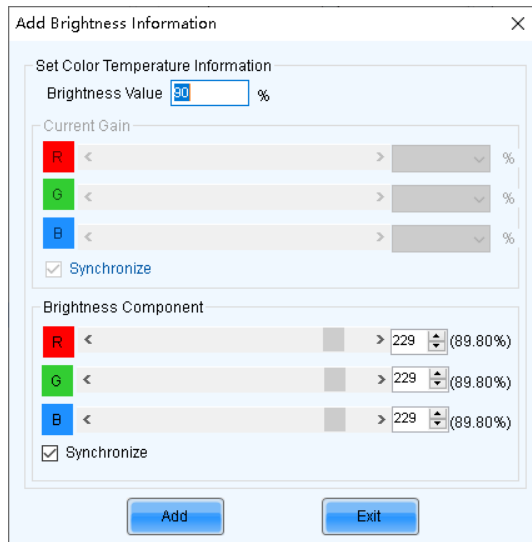 Add Brightness Information
Set Color Temperature Information
Brightness Value 90 %
Current Gain
R %
G %
B %
Synchronize
Brightness Component
R 229 (89.80%)
G 229 (89.80%)
B 229 (89.80%)
Synchronize
Add Exit